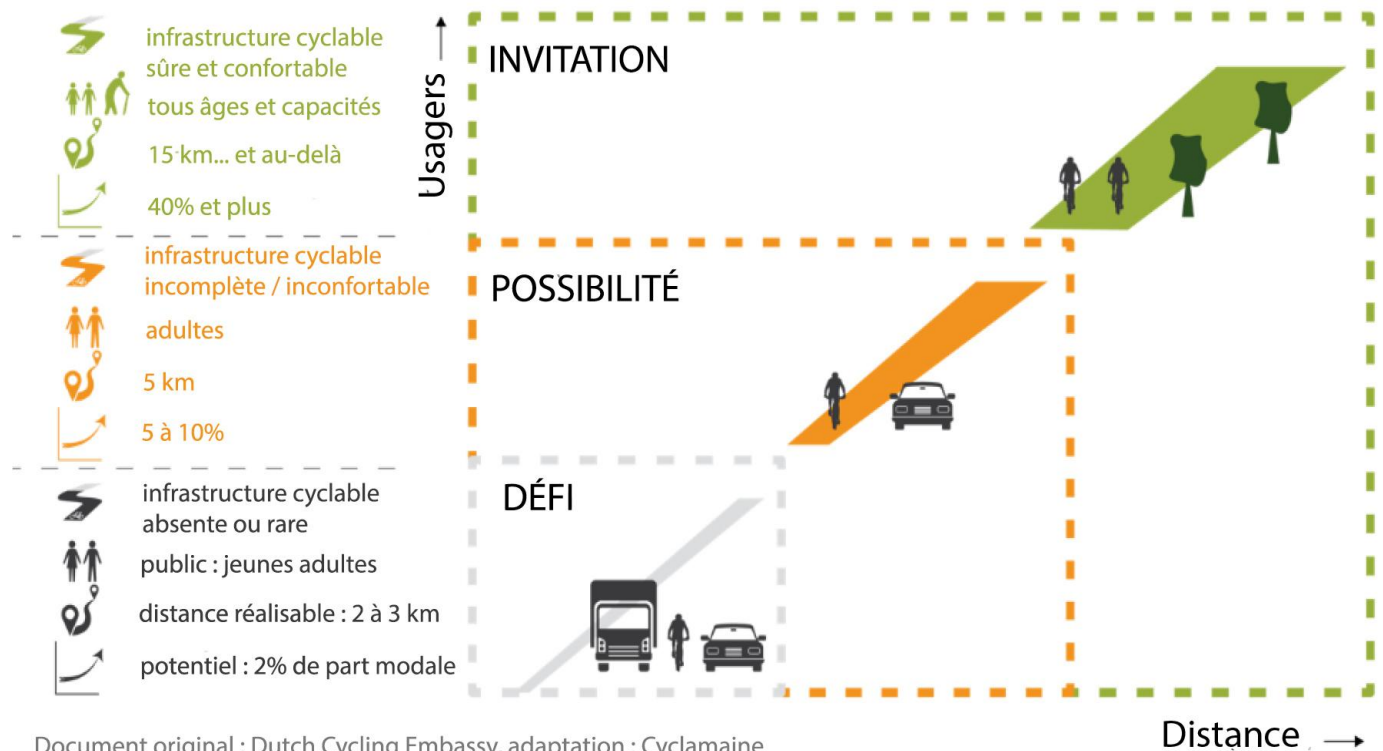 infrastructure cyclable
sûre et confortable
tous âges et capacités
15 km... et au-delà
40% et plus
infrastructure cyclable
incomplète / inconfortable
adultes
5 km
5 à 10%
infrastructure cyclable
absente ou rare
public : jeunes adultes
distance réalisable : 2 à 3 km
potentiel : 2% de part modale
Usagers
INVITATION
POSSIBILITÉ
DÉFI
Distance
Document original : Dutch Cycling Embassy, adaptation : Cyclamaine